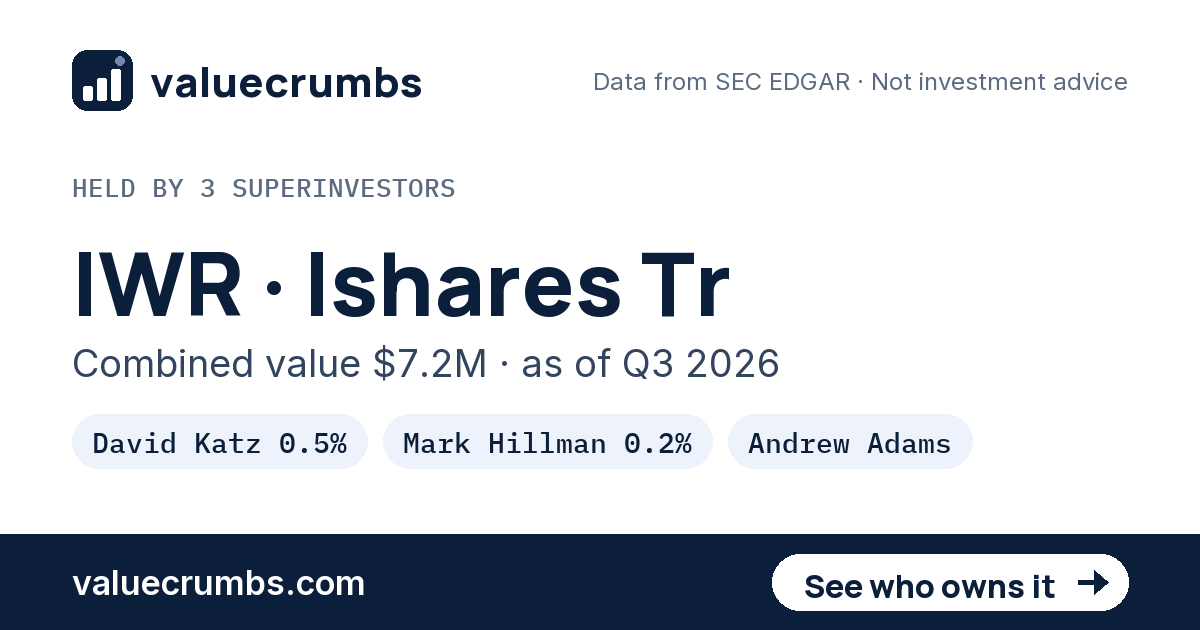 valuecrumbs
Data from SEC EDGAR · Not investment advice
HELD BY 3 SUPERINVESTORS
IWR · Ishares Tr
Combined value $7.2M · as of Q3 2026
David Katz 0.5%
Mark Hillman 0.2%
Andrew Adams
valuecrumbs.com
See who owns it →